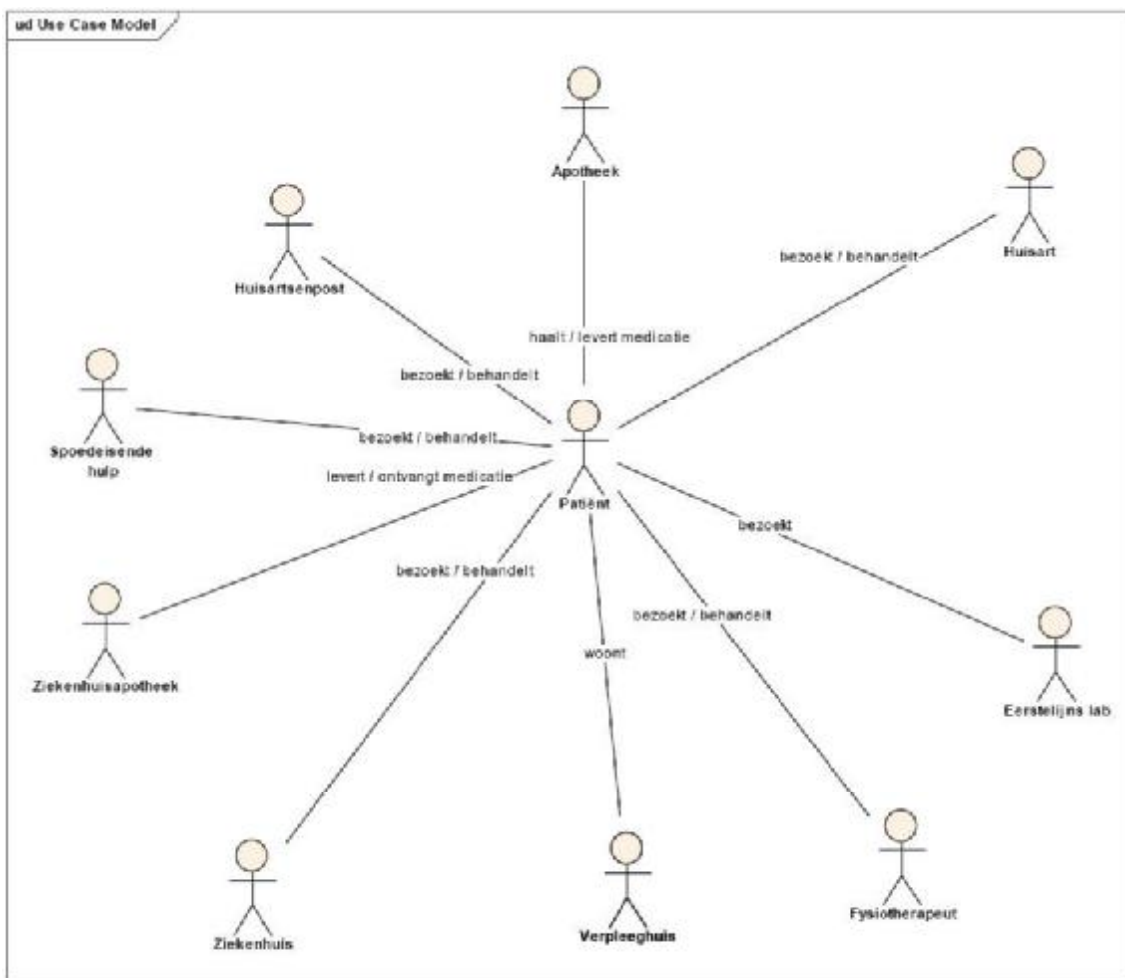 ud Use Case Model
Apotheek
Huisart
bezoekt / behandelt
Huisartsenpost
haalt / levert medicatie
bezoekt / behandelt
Spoedeisende
hulp
bezoekt / behandelt
levert / ontvangt medicatie
Patiënt
bezoekt
bezoekt / behandelt
bezoekt / behandelt
woont
Ziekenhuisapotheek
Eerstelijns lab
Fysiotherapeut
Ziekenhuis
Verpleeghuis